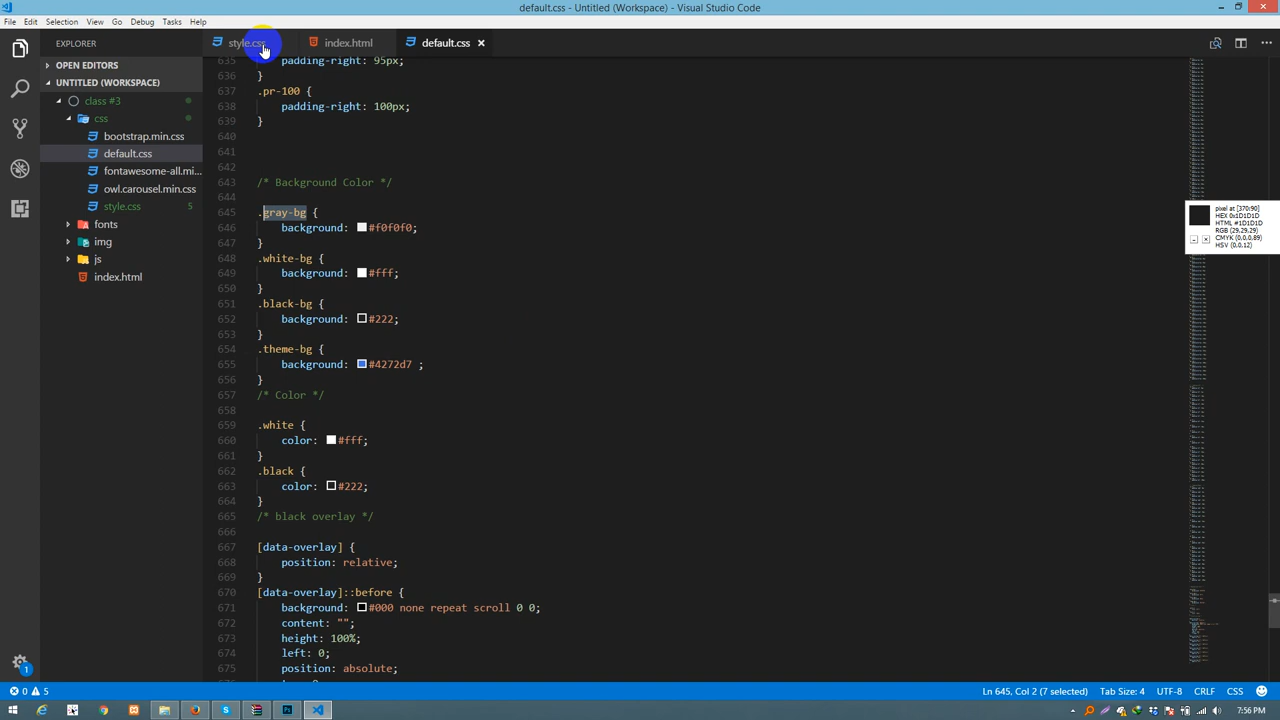 default.css - Untitled (Workspace) - Visual Studio Code
File Edit Selection View Go Debug Tasks Help
EXPLORER
OPEN EDITORS
UNTITLED (WORKSPACE)
class #3
css
bootstrap.min.css
default.css
fontawesome-all.mi...
owl.carousel.min.css
style.css 5
fonts
img
js
index.html
style.css index.html default.css
635 padding-right: 95px;
636 }
637 .pr-100 {
638 padding-right: 100px;
639 }
640
641
642
643 /* Background Color */
644
645 .gray-bg {
646 background: #f0f0f0;
647 }
648 .white-bg {
649 background: #fff;
650 }
651 .black-bg {
652 background: #222;
653 }
654 .theme-bg {
655 background: #4272d7 ;
656 }
657 /* Color */
658
659 .white {
660 color: #fff;
661 }
662 .black {
663 color: #222;
664 }
665 /* black overlay */
666
667 [data-overlay] {
668 position: relative;
669 }
670 [data-overlay]::before {
671 background: #000 none repeat scroll 0 0;
672 content: "";
673 height: 100%;
674 left: 0;
675 position: absolute;
pixel at [370:90]
HEX 0x1D1D1D
HTML #1D1D1D
RGB (29,29,29)
CMYK (0,0,0,89)
HSV (0.0.12)
0 5
Ln 645, Col 2 (7 selected) Tab Size: 4 UTF-8 CRLF CSS
1
7:56 PM